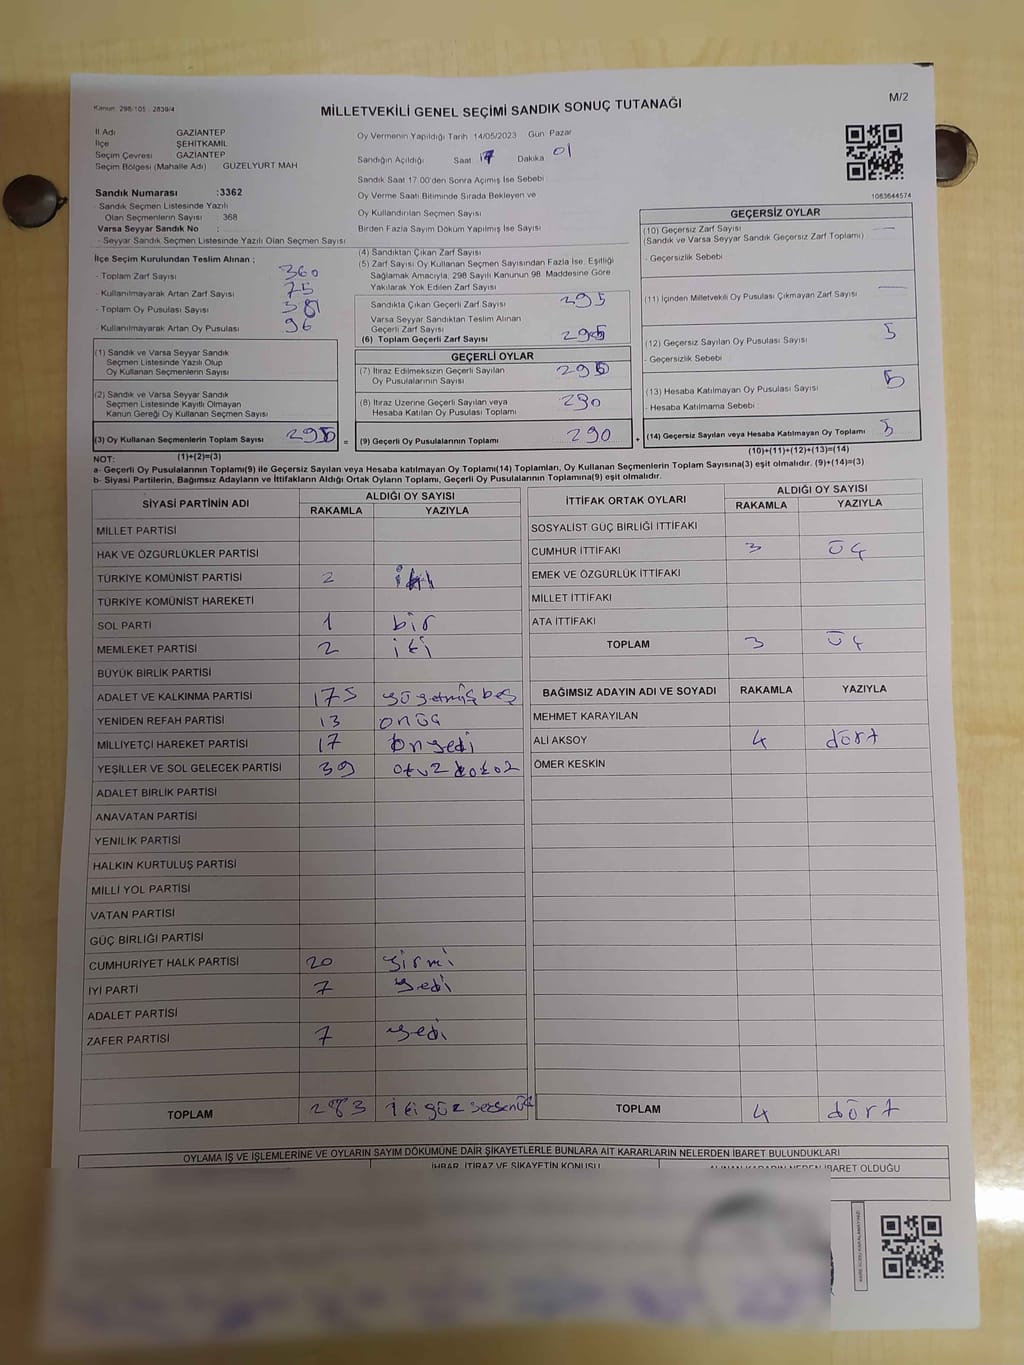 M/2
Kanun: 298-105 2839/4
MİLLETVEKİLİ GENEL SEÇİMİ SANDIK SONUÇ TUTANAĞI
İl Adı GAZİANTEP
İlçe ŞEHİTKAMİL
Seçim Çevresi GAZİANTEP
Seçim Bölgesi (Mahalle Adı) GÜZELYURT MAH
Oy Vermenin Yapıldığı Tarih 14/05/2023 Gün Pazar
Sandığın Açıldığı Saat 17 Dakika 01
Sandık Saat 17:00'den Sonra Açımış İse Sebebi
Oy Verme Saati Bitiminde Sırada Bekleyen ve
Oy Kullandırılan Seçmen Sayısı
Birden Fazla Sayım Döküm Yapılmış İse Sayısı
1063644574
Sandık Numarası :3362
- Sandık Seçmen Listesinde Yazılı
Olan Seçmenlerin Sayısı : 368
Varsa Seyyar Sandık No :
- Seyyar Sandık Seçmen Listesinde Yazılı Olan Seçmen Sayısı
İlçe Seçim Kurulundan Teslim Alınan :
- Toplam Zarf Sayısı 360
- Kullanılmayarak Artan Zarf Sayısı 75
- Toplam Oy Pusulası Sayısı
- Kullanılmayarak Artan Oy Pusulası 96
(1) Sandık ve Varsa Seyyar Sandık
Seçmen Listesinde Yazılı Olup
Oy Kullanan Seçmenlerin Sayısı
(2) Sandık ve Varsa Seyyar Sandık
Seçmen Listesinde Kayıtlı Olmayan
Kanun Gereği Oy Kullanan Seçmen Sayısı
(3) Oy Kullanan Seçmenlerin Toplam Sayısı 295 =
(1)+(2)=(3)
(4) Sandıktan Çıkan Zarf Sayısı
(5) Zarf Sayısı Oy Kullanan Seçmen Sayısından Fazla İse, Eşitliği
Sağlamak Amacıyla, 298 Sayılı Kanunun 98. Maddesine Göre
Yakılarak Yok Edilen Zarf Sayısı
Sandıkta Çıkan Geçerli Zarf Sayısı 295
Varsa Seyyar Sandıktan Teslim Alınan
Geçerli Zarf Sayısı
(6) Toplam Geçerli Zarf Sayısı 295
GEÇERLİ OYLAR
(7) İtiraz Edilmeksizin Geçerli Sayılan
Oy Pusulalarının Sayısı
(8) İtiraz Üzerine Geçerli Sayılan veya
Hesaba Katılan Oy Pusulası Toplamı 290
(9) Geçerli Oy Pusulalarının Toplamı 290 +
GEÇERSİZ OYLAR
(10) Geçersiz Zarf Sayısı
(Sandık ve Varsa Seyyar Sandık Geçersiz Zarf Toplamı)
- Geçersizlik Sebebi
(11) İçinden Milletvekili Oy Pusulası Çıkmayan Zarf Sayısı
(12) Geçersiz Sayılan Oy Pusulası Sayısı 5
- Geçersizlik Sebebi
(13) Hesaba Katılmayan Oy Pusulası Sayısı 5
- Hesaba Katılmama Sebebi
(14) Geçersiz Sayılan veya Hesaba Katılmayan Oy Toplamı 5
(10)+(11)+(12)+(13)=(14)
NOT:
a- Geçerli Oy Pusulalarının Toplamı(9) ile Geçersiz Sayılan veya Hesaba katılmayan Oy Toplamı(14) Toplamları, Oy Kullanan Seçmenlerin Toplam Sayısına(3) eşit olmalıdır. (9)+(14)=(3)
b- Siyasi Partilerin, Bağımsız Adayların ve İttifakların Aldığı Oyların Toplamı, Geçerli Oy Pusulalarının Toplamına(9) eşit olmalıdır.
SİYASİ PARTİNİN ADI ALDIĞI OY SAYISI
RAKAMLA YAZIYLA
MİLLET PARTİSİ
HAK VE ÖZGÜRLÜKLER PARTİSİ
TÜRKİYE KOMÜNİST PARTİSİ 2 iki
TÜRKİYE KOMÜNİST HAREKETİ
SOL PARTİ 1 bir
MEMLEKET PARTİSİ 2 iki
BÜYÜK BİRLİK PARTİSİ
ADALET VE KALKINMA PARTİSİ 175 yüzyetmişbeş
YENİDEN REFAH PARTİSİ 13 onüç
MİLLİYETÇİ HAREKET PARTİSİ 17 onyedi
YEŞİLLER VE SOL GELECEK PARTİSİ 39 otuzdokuz
ADALET BİRLİK PARTİSİ
ANAVATAN PARTİSİ
YENİLİK PARTİSİ
HALKIN KURTULUŞ PARTİSİ
MİLLİ YOL PARTİSİ
VATAN PARTİSİ
GÜÇ BİRLİĞİ PARTİSİ
CUMHURİYET HALK PARTİSİ 20 yirmi
İYİ PARTİ 7 yedi
ADALET PARTİSİ
ZAFER PARTİSİ 7 yedi
TOPLAM 283 ikiyüzseksenüç
İTTİFAK ORTAK OYLARI ALDIĞI OY SAYISI
RAKAMLA YAZIYLA
SOSYALİST GÜÇ BİRLİĞİ İTTİFAKI
CUMHUR İTTİFAKI 3 üç
EMEK VE ÖZGÜRLÜK İTTİFAKI
MİLLET İTTİFAKI
ATA İTTİFAKI
TOPLAM 3 üç
BAĞIMSIZ ADAYIN ADI VE SOYADI RAKAMLA YAZIYLA
MEHMET KARAYILAN
ALİ AKSOY 4 dört
ÖMER KESKİN
TOPLAM 4 dört
OYLAMA İŞ VE İŞLEMLERİNE VE OYLARIN SAYIM DÖKÜMÜNE DAİR ŞİKAYETLERLE BUNLARA AİT KARARLARIN NELERDEN İBARET BULUNDUKLARI
İHBAR, İTİRAZ VE ŞİKAYETİN KONUSU ALINAN KARARIN NEDEN İBARET OLDUĞU